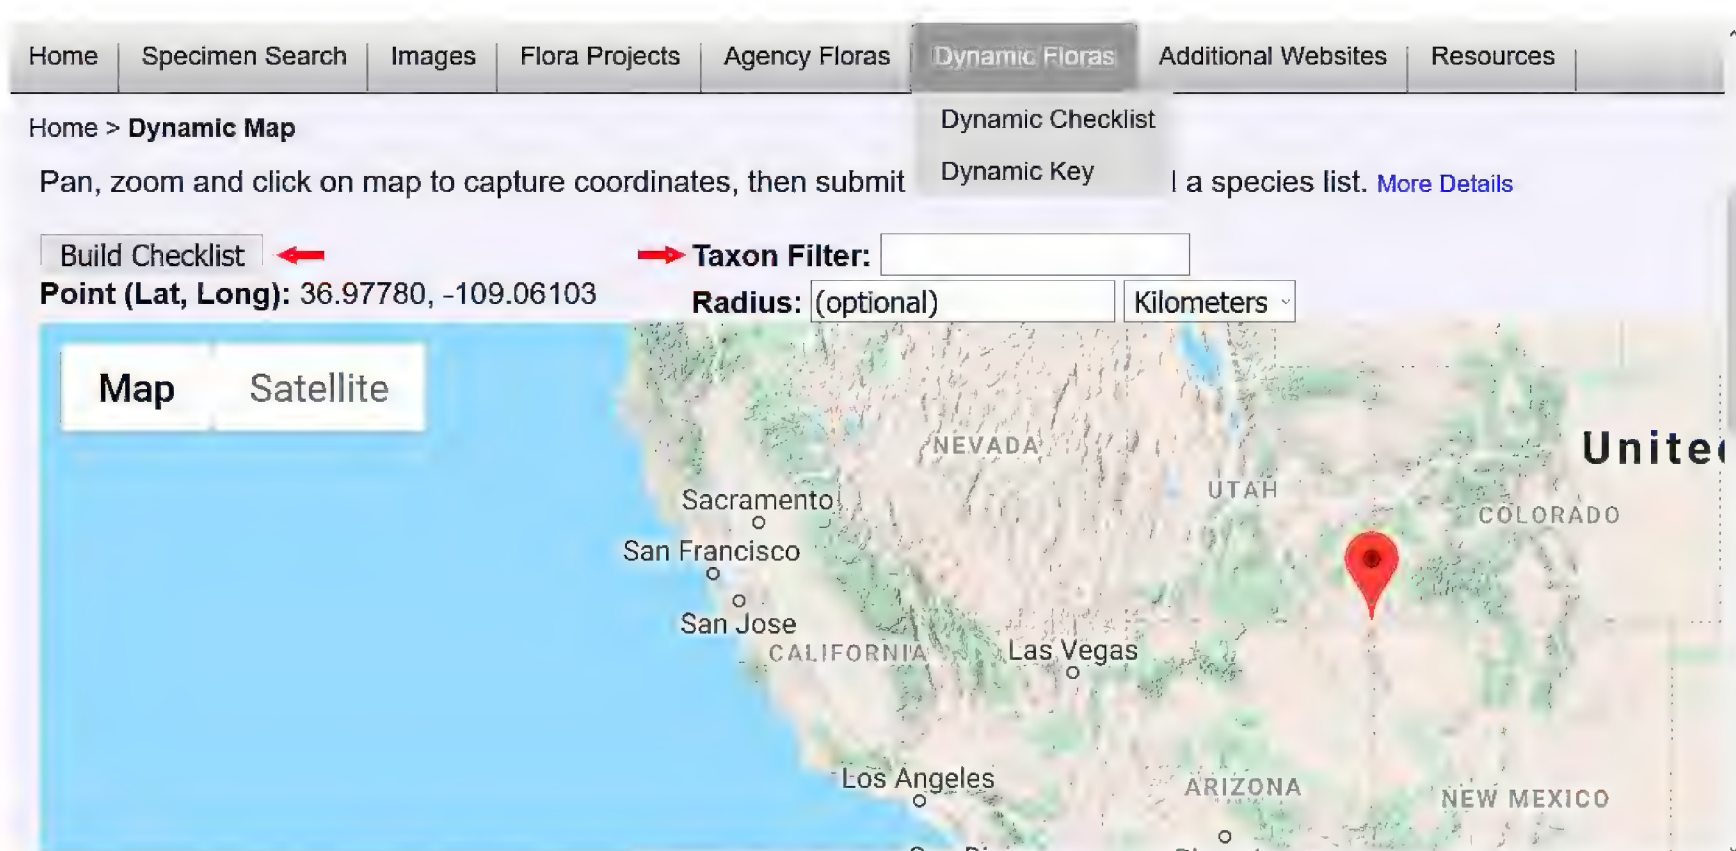 Home Specimen Search Images Flora Projects Agency Floras Dynamic Floras Additional Websites Resources
Dynamic Checklist
Home > Dynamic Map
Dynamic Key
Pan, zoom and click on map to capture coordinates, then submit a species list. More Details
Build Checklist Taxon Filter:
Point (Lat, Long): 36.97780, -109.06103
Radius: (optional) Kilometers
Map Satellite
NEVADA
UTAH
COLORADO
Sacramento
San Francisco
San Jose
CALIFORNIA
Las Vegas
Los Angeles
ARIZONA
NEW MEXICO